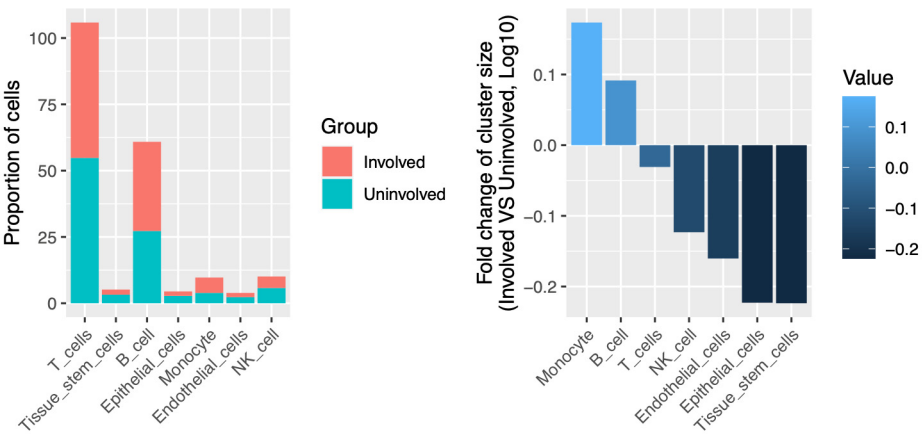 Proportion of cells
100
75
50
25
0
T_cells
Tissue_stem_cells
B_cell
Epithelial_cells
Monocyte
Endothelial_cells
NK_cell
Group
Involved
Uninvolved
Fold change of cluster size
(Involved VS Uninvolved, Log10)
0.1
0.0
−0.1
−0.2
Monocyte
B_cell
T_cells
NK_cell
Endothelial_cells
Epithelial_cells
Tissue_stem_cells
Value
0.1
0.0
−0.1
−0.2